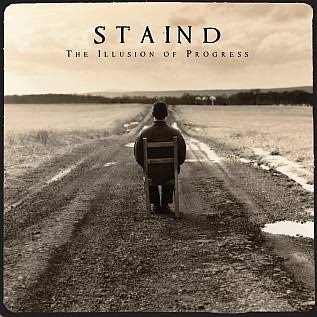 STAIND
THE ILLUSION OF PROGRESS